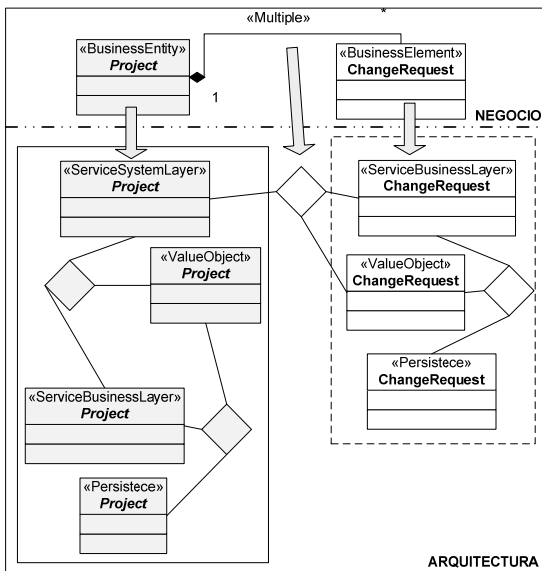 «Multiple»
*
«BusinessEntity»
Project
1
«BusinessElement»
ChangeRequest
NEGOCIO
«ServiceSystemLayer»
Project
«ServiceBusinessLayer»
ChangeRequest
«ValueObject»
Project
«ValueObject»
ChangeRequest
«Persistece»
ChangeRequest
«ServiceBusinessLayer»
Project
«Persistece»
Project
ARQUITECTURA